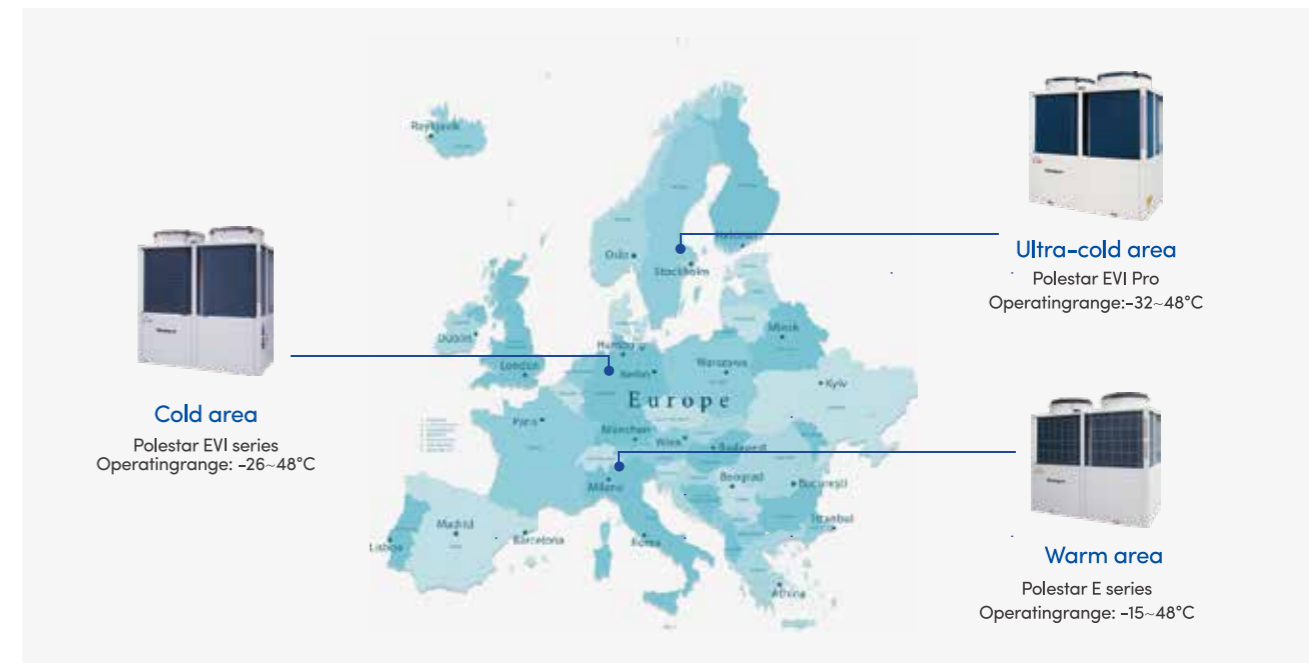 Reykjavik
Oslo
Stockholm
Helsinki
Ultra-cold area
Polestar EVI Pro
Operatingrange:-32~48°C
Dublin
London
Minsk
Berlin
Warszawa
Kyiv
Europe
Cold area
Polestar EVI series
Operatingrange: -26~48°C
Paris
München
Wien
Budapest
Milano
Beograd
București
Istanbul
Madrid
Barcelona
Lisboa
Roma
Athina
Warm area
Polestar E series
Operatingrange: -15~48°C